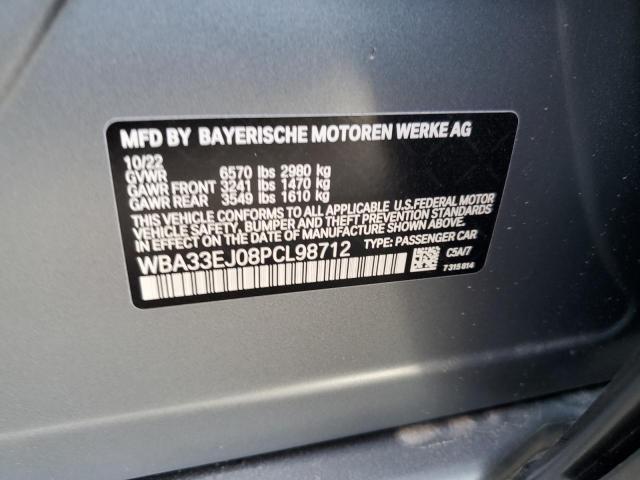 MFD BY BAYERISCHE MOTOREN WERKE AG
10/22
GVWR 6570 lbs 2980 kg
GAWR FRONT 3241 lbs 1470 kg
GAWR REAR 3549 lbs 1610 kg
THIS VEHICLE CONFORMS TO ALL APPLICABLE U.S.FEDERAL MOTOR
VEHICLE SAFETY, BUMPER AND THEFT PREVENTION STANDARDS
IN EFFECT ON THE DATE OF MANUFACTURE SHOWN ABOVE.
WBA33EJ08PCL98712 TYPE: PASSENGER CAR
C5A/7
7 315 814